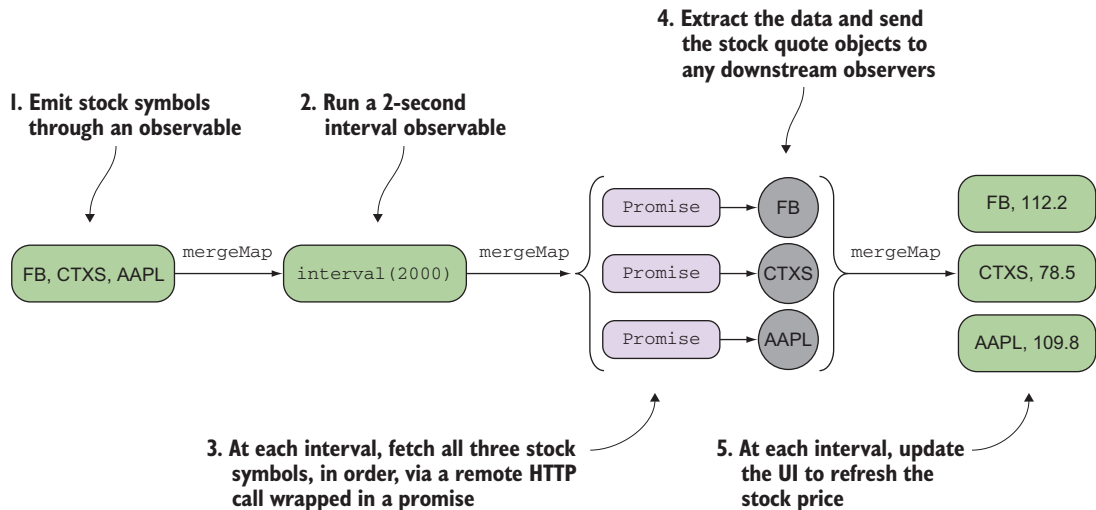 4. Extract the data and send
the stock quote objects to
any downstream observers
1. Emit stock symbols
through an observable
2. Run a 2-second
interval observable
FB, CTXS, AAPL
mergeMap
interval(2000)
mergeMap
Promise
FB
Promise
CTXS
Promise
AAPL
mergeMap
FB, 112.2
CTXS, 78.5
AAPL, 109.8
3. At each interval, fetch all three stock
symbols, in order, via a remote HTTP
call wrapped in a promise
5. At each interval, update
the UI to refresh the
stock price